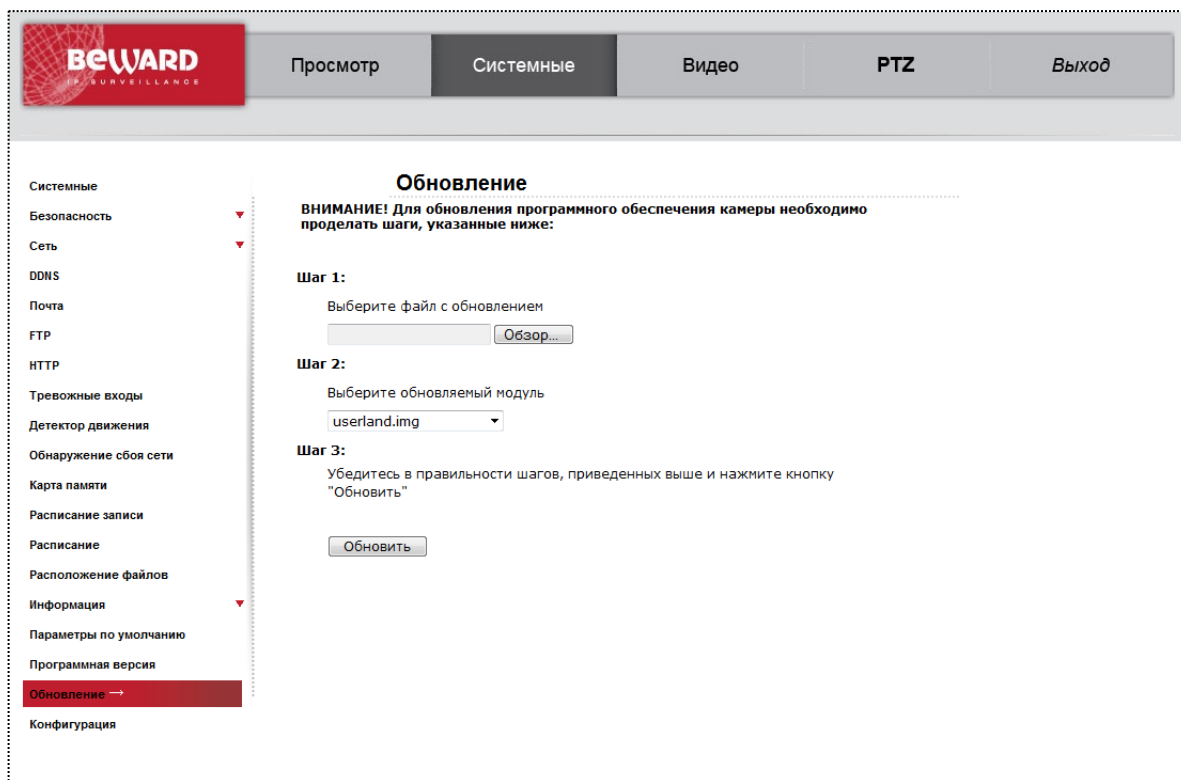 BEWARD
IP SURVEILLANCE
Просмотр
Системные
Видео
PTZ
Выход
Системные
Безопасность
Сеть
DDNS
Почта
FTP
HTTP
Тревожные входы
Детектор движения
Обнаружение сбоя сети
Карта памяти
Расписание записи
Расписание
Расположение файлов
Информация
Параметры по умолчанию
Программная версия
Обновление →
Конфигурация
Обновление
ВНИМАНИЕ! Для обновления программного обеспечения камеры необходимо
проделать шаги, указанные ниже:
Шаг 1:
Выберите файл с обновлением
Обзор...
Шаг 2:
Выберите обновляемый модуль
userland.img
Шаг 3:
Убедитесь в правильности шагов, приведенных выше и нажмите кнопку
"Обновить"
Обновить